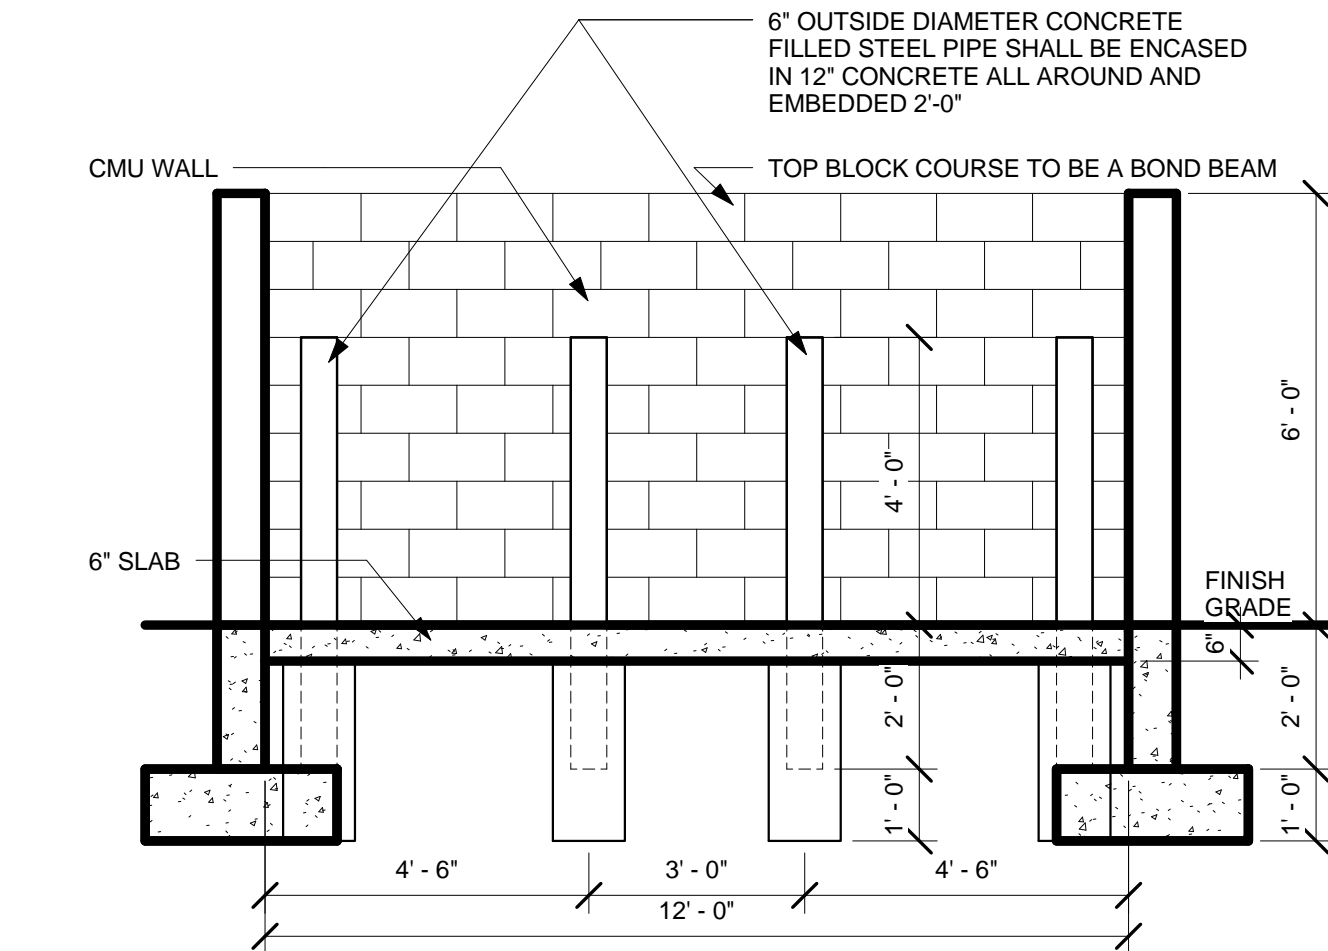 6" OUTSIDE DIAMETER CONCRETE
FILLED STEEL PIPE SHALL BE ENCASED
IN 12" CONCRETE ALL AROUND AND
EMBEDDED 2'-0"
CMU WALL
TOP BLOCK COURSE TO BE A BOND BEAM
6' - 0"
4' - 0"
6" SLAB
FINISH
GRADE
6"
2' - 0"
2' - 0"
1' - 0"
1' - 0"
4' - 6"
3' - 0"
4' - 6"
12' - 0"